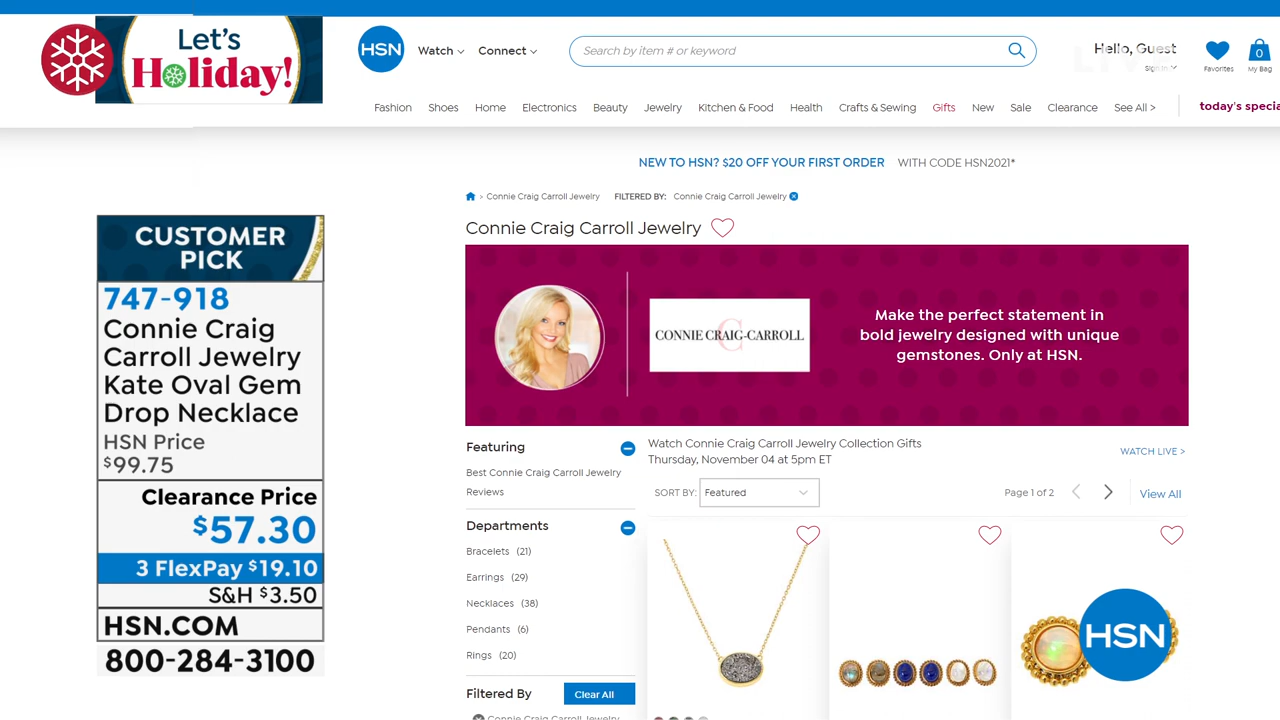 Let's
Holiday!
HSN
Watch
Connect
Search by item # or keyword
Hello, Guest
Sign In
Favorites
0
My Bag
Fashion
Shoes
Home
Electronics
Beauty
Jewelry
Kitchen & Food
Health
Crafts & Sewing
Gifts
New
Sale
Clearance
See All >
today's specia
NEW TO HSN? $20 OFF YOUR FIRST ORDER WITH CODE HSN2021*
> Connie Craig Carroll Jewelry FILTERED BY: Connie Craig Carroll Jewelry
Connie Craig Carroll Jewelry
CONNIE CRAIG-CARROLL
C
Make the perfect statement in
bold jewelry designed with unique
gemstones. Only at HSN.
CUSTOMER
PICK
747-918
Connie Craig
Carroll Jewelry
Kate Oval Gem
Drop Necklace
HSN Price
$99.75
Clearance Price
$57.30
3 FlexPay $19.10
S&H $3.50
HSN.COM
800-284-3100
Featuring
Best Connie Craig Carroll Jewelry
Reviews
Departments
Bracelets (21)
Earrings (29)
Necklaces (38)
Pendants (6)
Rings (20)
Filtered By
Clear All
Connie Craig Carroll Jewelry
Watch Connie Craig Carroll Jewelry Collection Gifts
Thursday, November 04 at 5pm ET
WATCH LIVE >
SORT BY: Featured
Page 1 of 2
View All
HSN